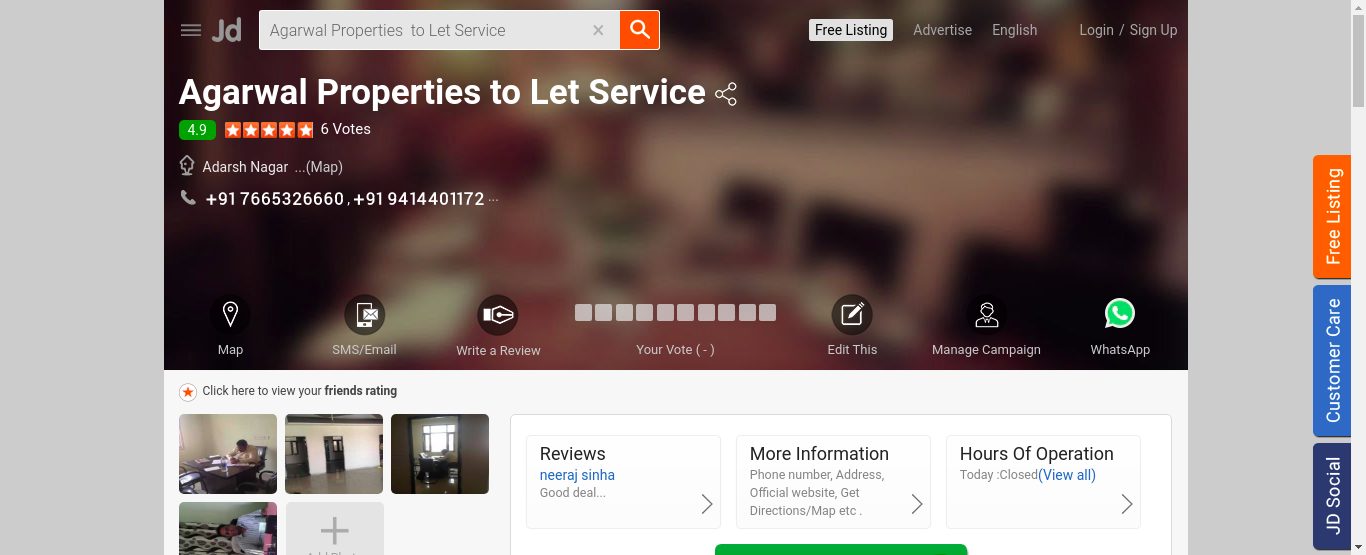 Jd
Agarwal Properties  to Let Service
Free Listing
Advertise
English
Login / Sign Up
Agarwal Properties to Let Service
4.9
6 Votes
Adarsh Nagar ...(Map)
+91 7665326660 , +91 9414401172 ...
Map
SMS/Email
Write a Review
Your Vote ( - )
Edit This
Manage Campaign
WhatsApp
Free Listing
Customer Care
JD Social
Click here to view your friends rating
Reviews
neeraj sinha
Good deal...
More Information
Phone number, Address,
Official website, Get
Directions/Map etc .
Hours Of Operation
Today :Closed(View all)